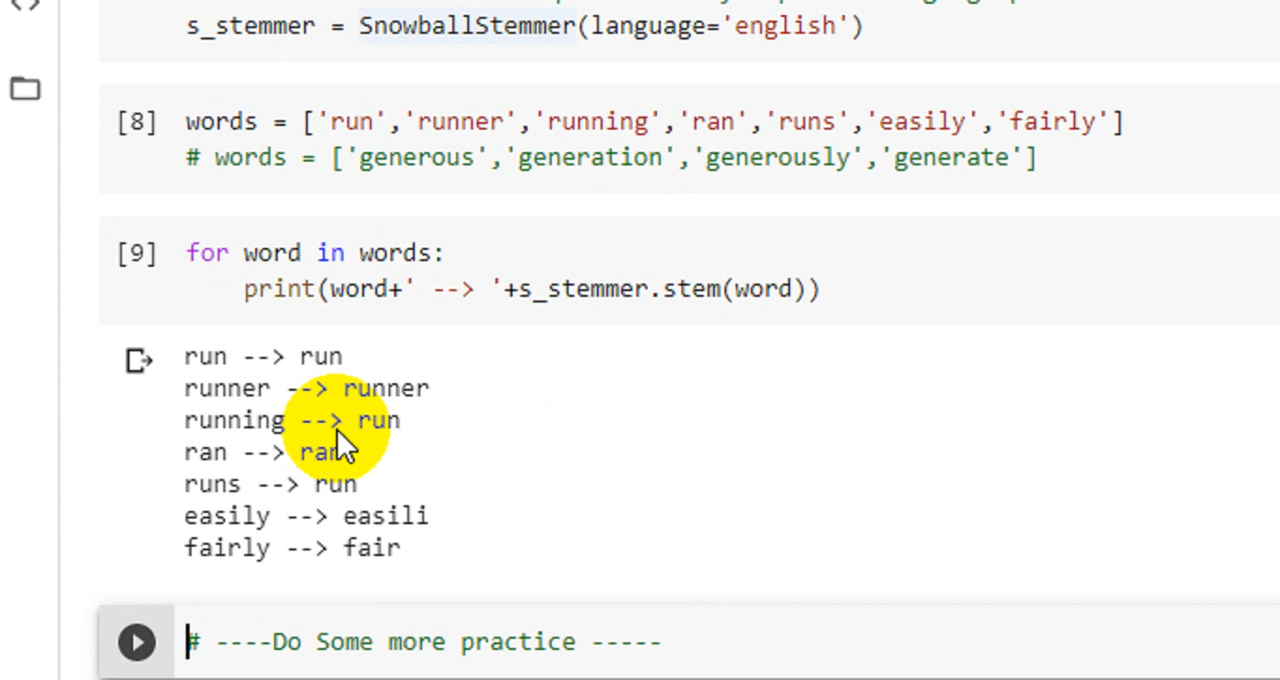 s_stemmer = SnowballStemmer(language='english')
[8] words = ['run','runner','running','ran','runs','easily','fairly']
# words = ['generous','generation','generously','generate']
[9] for word in words:
print(word+' --> '+s_stemmer.stem(word))
run --> run
runner --> runner
running --> run
ran --> ran
runs --> run
easily --> easili
fairly --> fair
# ----Do Some more practice -----